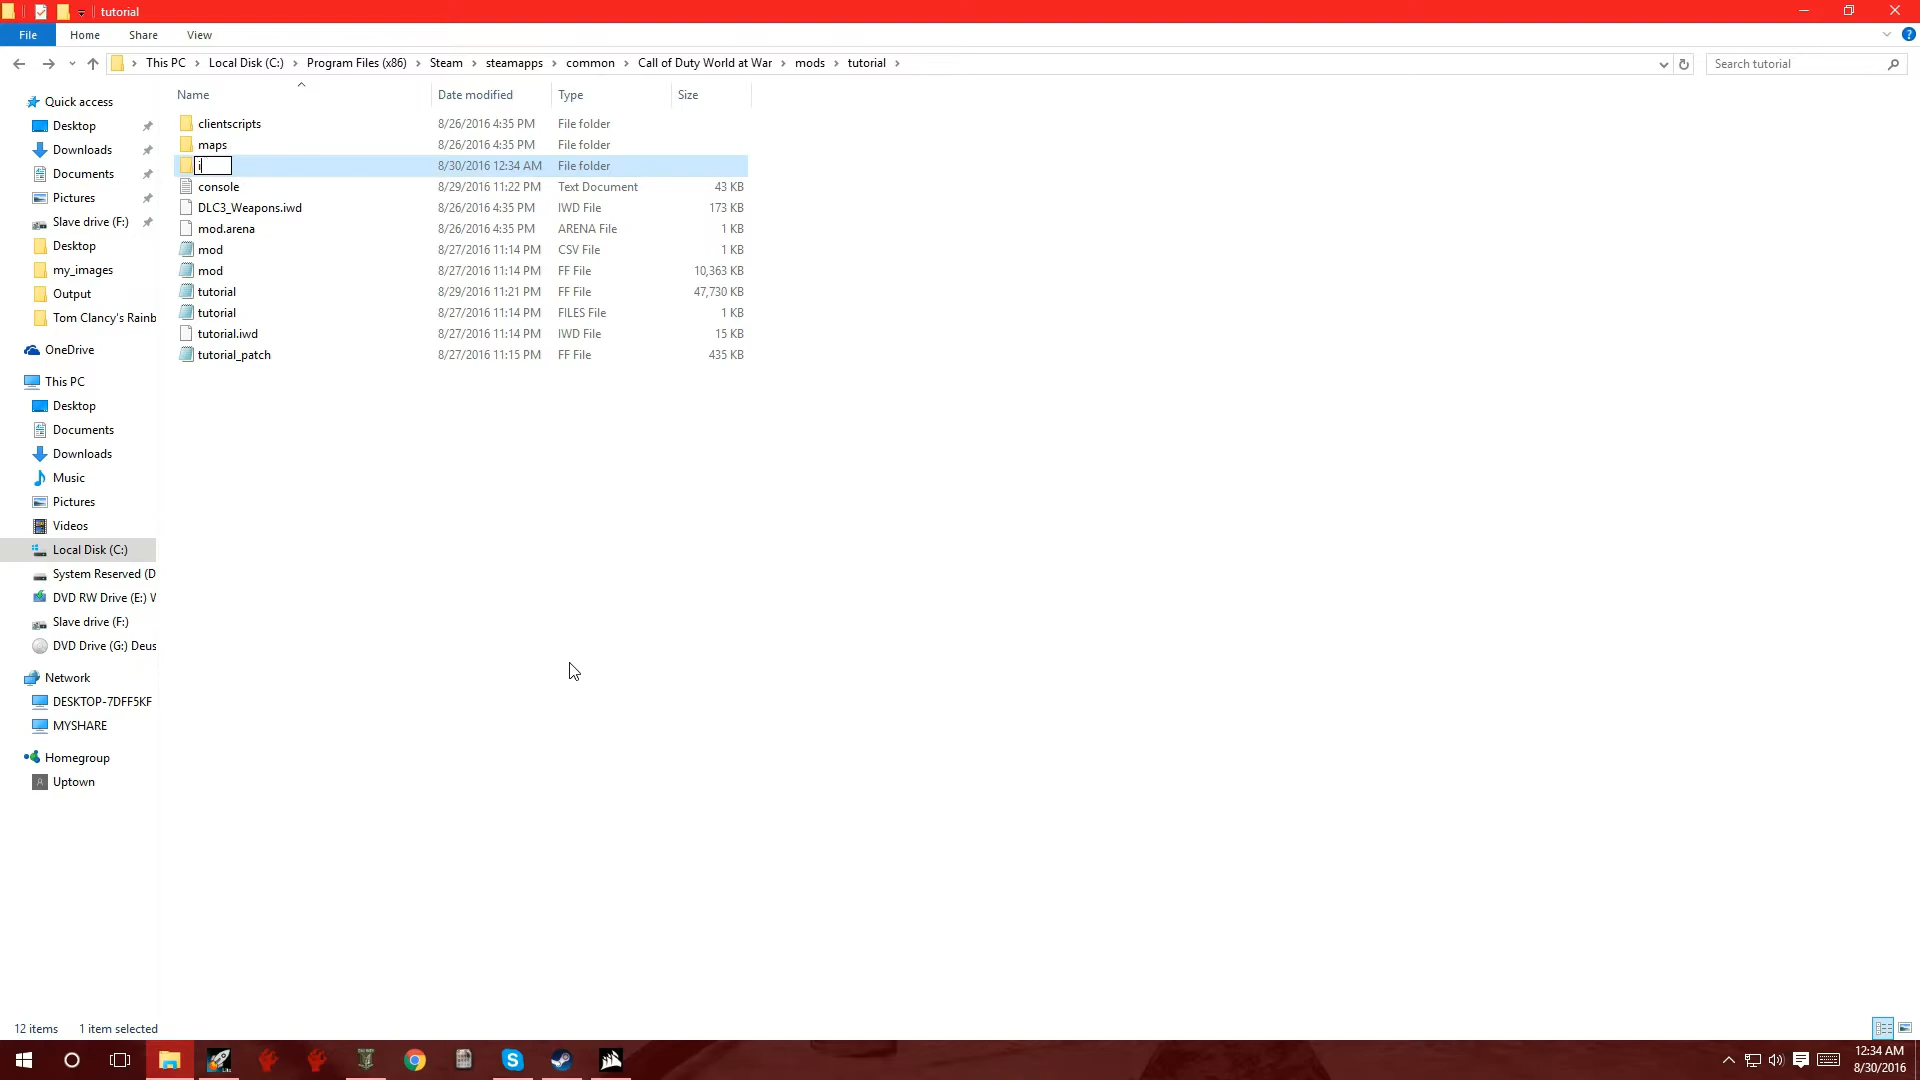 tutorial
File Home Share View
This PC Local Disk (C:) Program Files (x86) Steam steamapps common Call of Duty World at War mods tutorial
Search tutorial
Name Date modified Type Size
clientscripts 8/26/2016 4:35 PM File folder
maps 8/26/2016 4:35 PM File folder
i 8/30/2016 12:34 AM File folder
console 8/29/2016 11:22 PM Text Document 43 KB
DLC3_Weapons.iwd 8/26/2016 4:35 PM IWD File 173 KB
mod.arena 8/26/2016 4:35 PM ARENA File 1 KB
mod 8/27/2016 11:14 PM CSV File 1 KB
mod 8/27/2016 11:14 PM FF File 10,363 KB
tutorial 8/29/2016 11:21 PM FF File 47,730 KB
tutorial 8/27/2016 11:14 PM FILES File 1 KB
tutorial.iwd 8/27/2016 11:14 PM IWD File 15 KB
tutorial_patch 8/27/2016 11:15 PM FF File 435 KB
Quick access
Desktop
Downloads
Documents
Pictures
Slave drive (F:)
Desktop
my_images
Output
Tom Clancy's Rainb
OneDrive
This PC
Desktop
Documents
Downloads
Music
Pictures
Videos
Local Disk (C:)
System Reserved (D
DVD RW Drive (E:) W
Slave drive (F:)
DVD Drive (G:) Deus
Network
DESKTOP-7DFF5KF
MYSHARE
Homegroup
Uptown
12 items 1 item selected
12:34 AM
8/30/2016